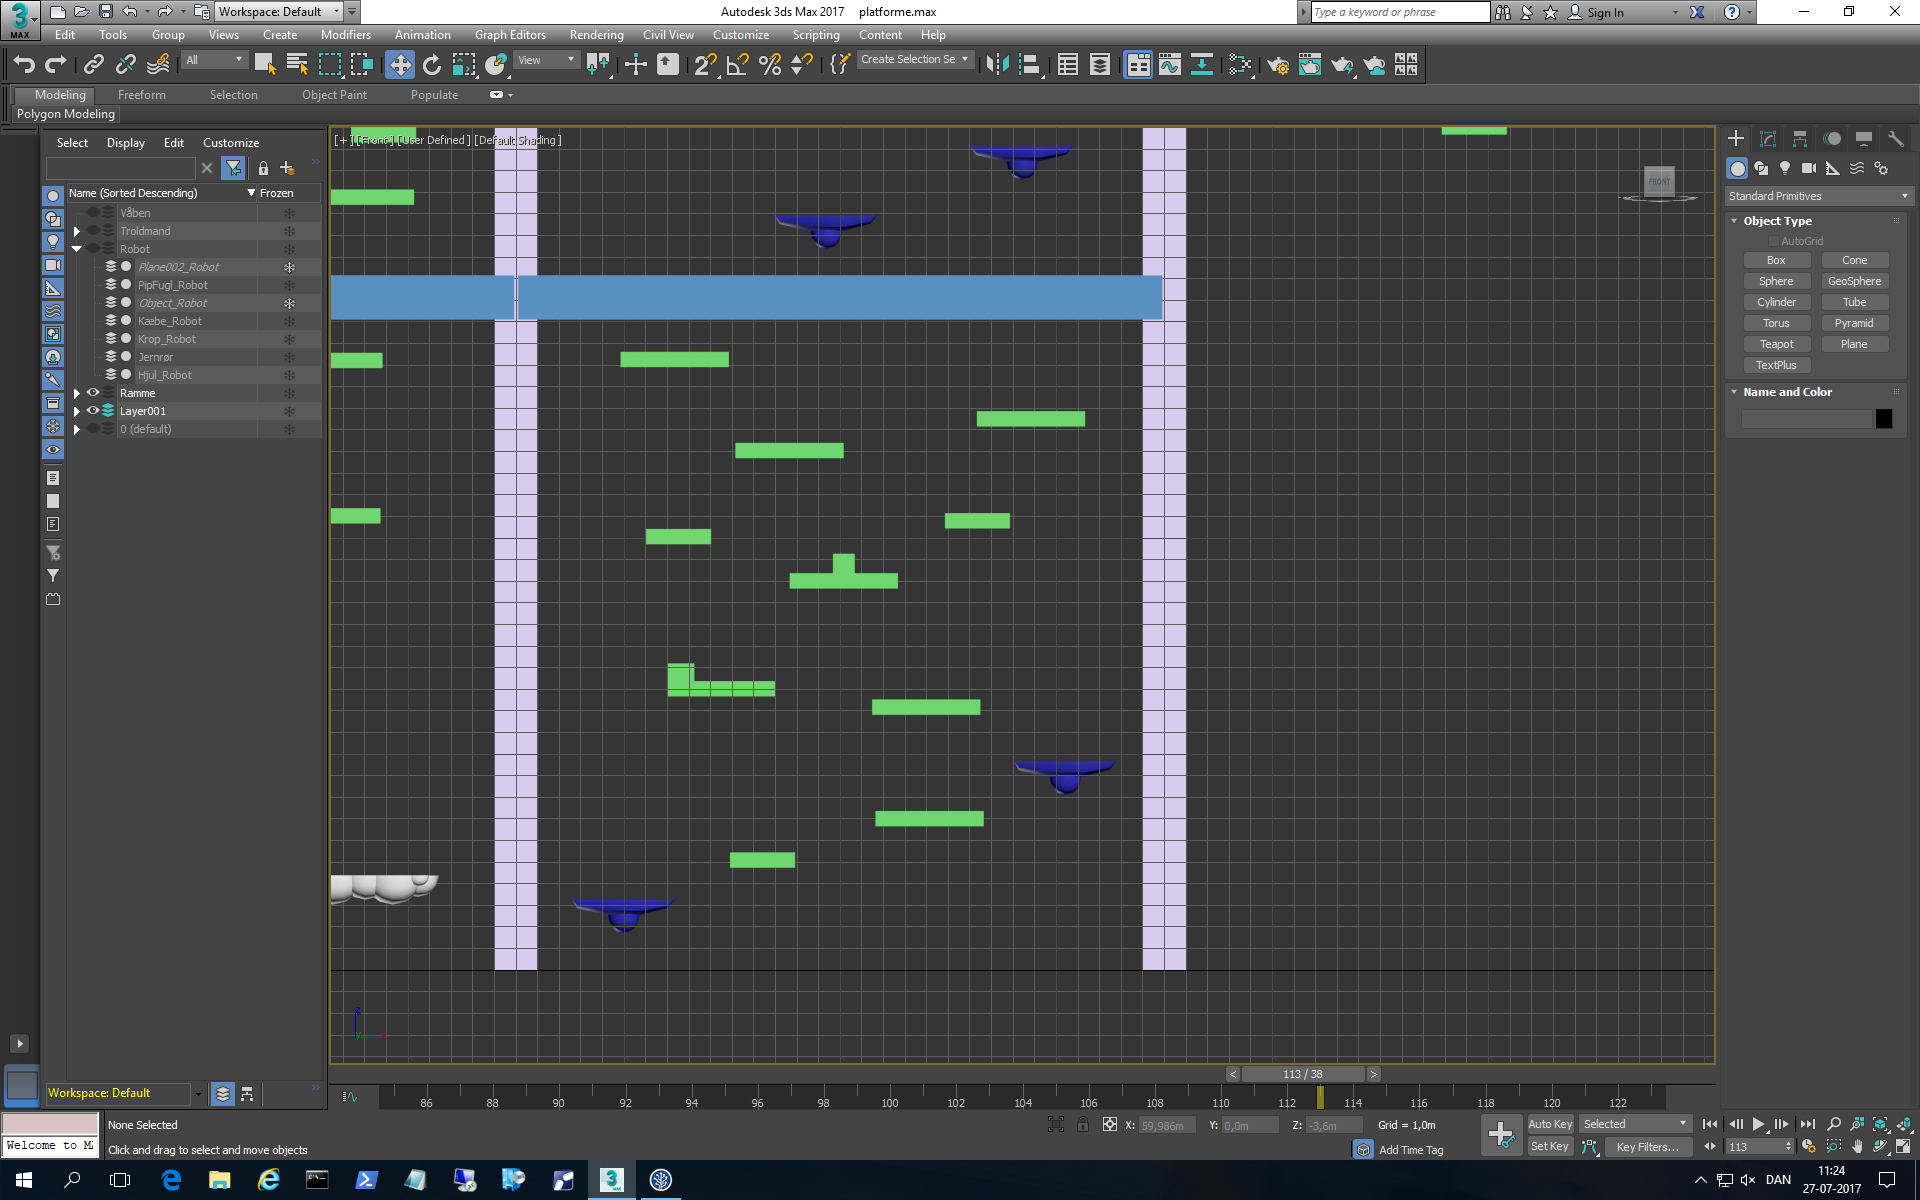 Workspace: Default
Autodesk 3ds Max 2017    platforme.max
Type a keyword or phrase
Sign In
MAX
Edit Tools Group Views Create Modifiers Animation Graph Editors Rendering Civil View Customize Scripting Content Help
All
View
Create Selection Se
Modeling Freeform Selection Object Paint Populate
Polygon Modeling
Select Display Edit Customize
Name (Sorted Descending) Frozen
Våben
Troldmand
Robot
Plane002_Robot
PipFugl_Robot
Object_Robot
Kæbe_Robot
Krop_Robot
Jernrør
Hjul_Robot
Ramme
Layer001
0 (default)
[ + ] [Front ] [User Defined ] [Default Shading ]
FRONT
Standard Primitives
Object Type
AutoGrid
Box Cone
Sphere GeoSphere
Cylinder Tube
Torus Pyramid
Teapot Plane
TextPlus
Name and Color
z
y
x
Workspace: Default
< 113 / 38 >
86 88 90 92 94 96 98 100 102 104 106 108 110 112 114 116 118 120 122
None Selected
X: 59,986m Y: 0,0m Z: -3,6m Grid = 1,0m
Auto Key Selected
Welcome to M
Click and drag to select and move objects
Add Time Tag
Set Key Key Filters...
113
DAN
11:24
27-07-2017